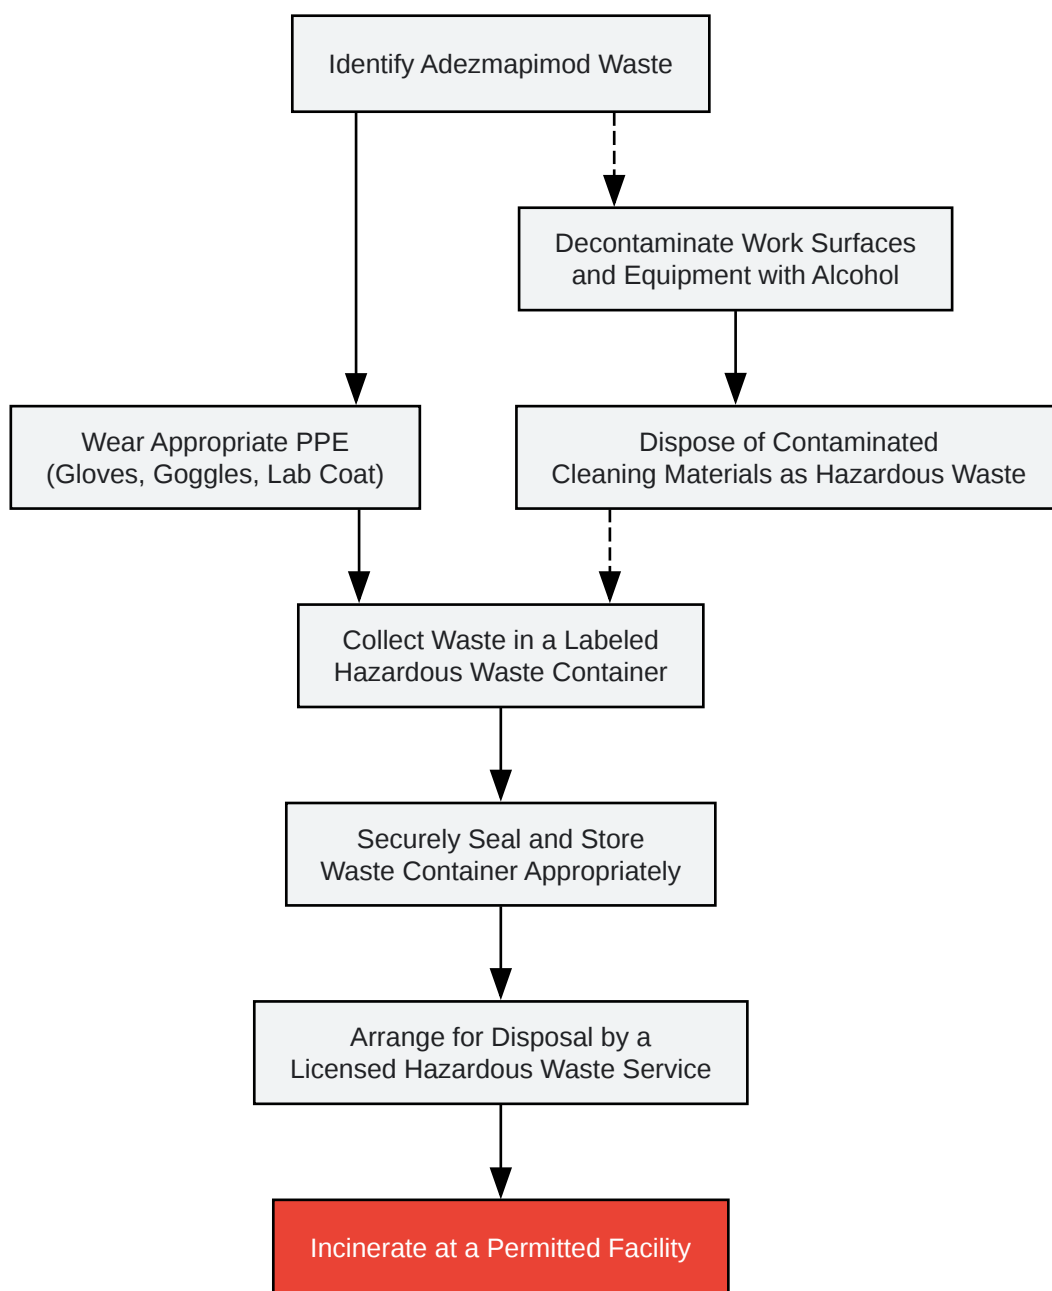 Identify Adezmapimod Waste
Decontaminate Work Surfaces
and Equipment with Alcohol
Wear Appropriate PPE
(Gloves, Goggles, Lab Coat)
Dispose of Contaminated
Cleaning Materials as Hazardous Waste
Collect Waste in a Labeled
Hazardous Waste Container
Securely Seal and Store
Waste Container Appropriately
Arrange for Disposal by a
Licensed Hazardous Waste Service
Incinerate at a Permitted Facility